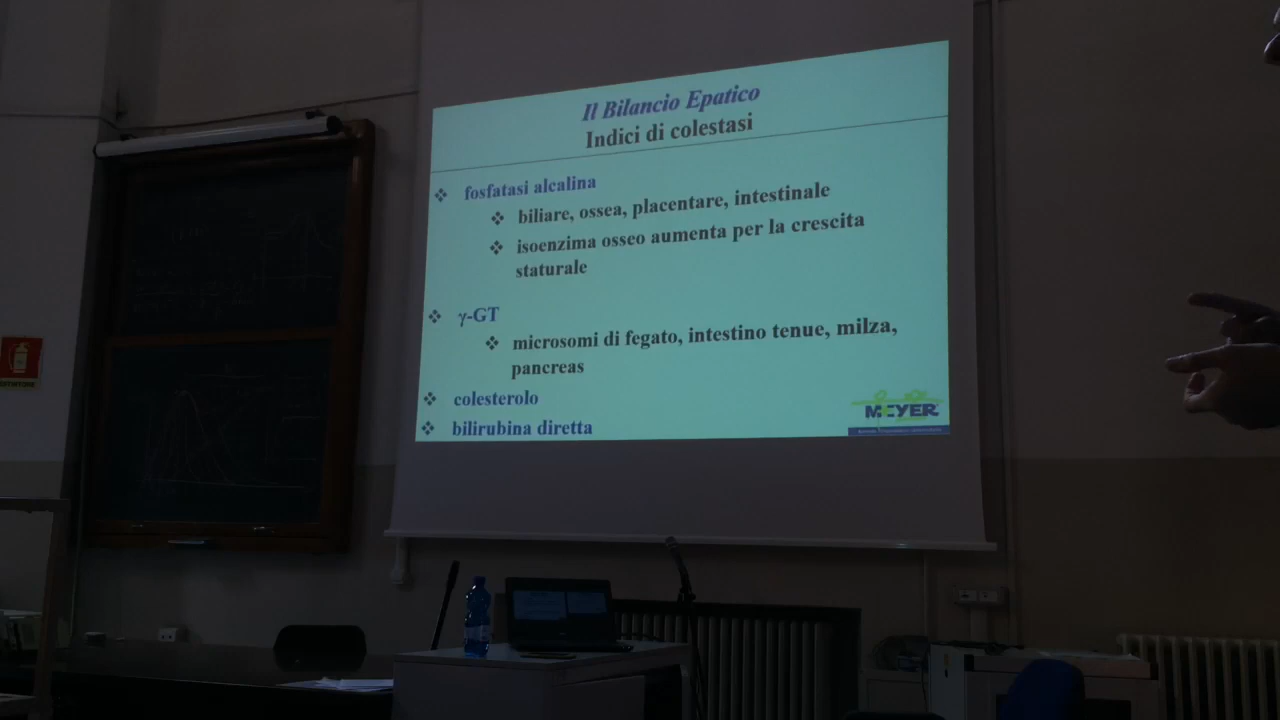 Il Bilancio Epatico
Indici di colestasi
fosfatasi alcalina
biliare, ossea, placentare, intestinale
isoenzima osseo aumenta per la crescita
staturale
γ-GT
microsomi di fegato, intestino tenue, milza,
pancreas
colesterolo
bilirubina diretta
MEYER
ESTINTORE